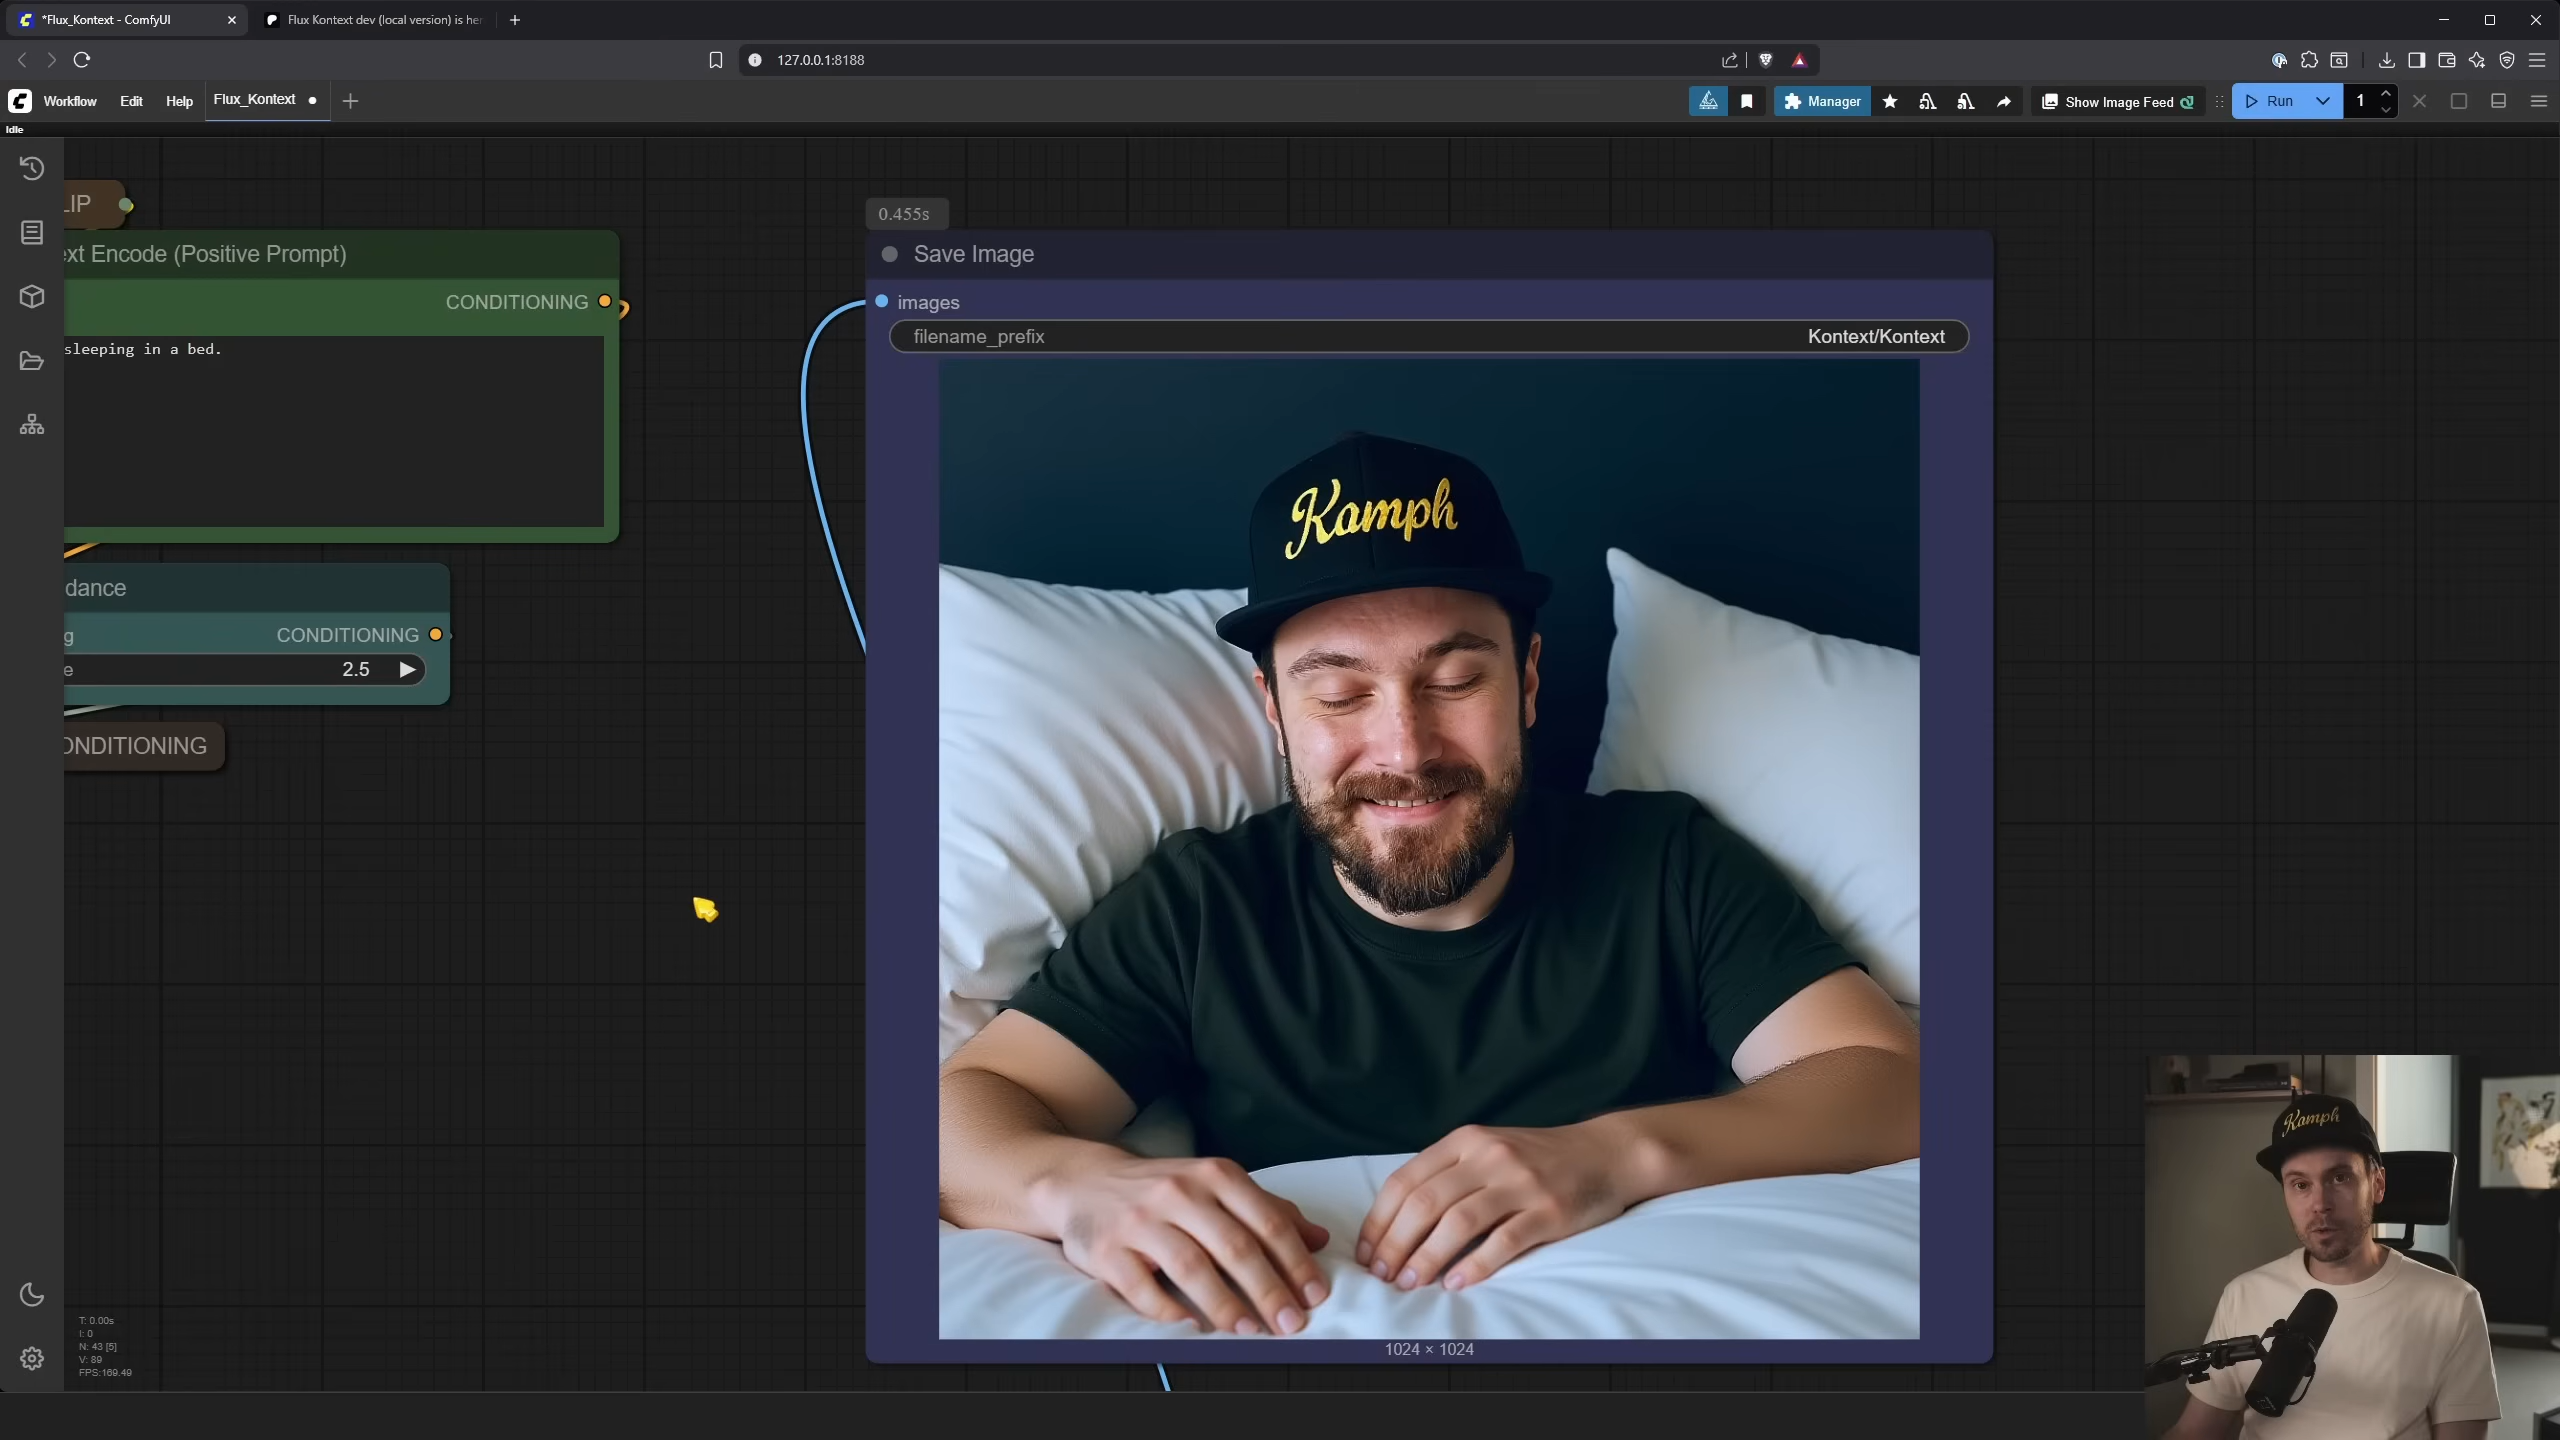 *Flux_Kontext - ComfyUI
Flux Kontext dev (local version) is her
127.0.0.1:8188
Workflow Edit Help Flux_Kontext
Manager Show Image Feed Run 1
Idle
LIP
0.455s
ext Encode (Positive Prompt)
Save Image
CONDITIONING
images
filename_prefix Kontext/Kontext
sleeping in a bed.
Kamph
dance
g CONDITIONING
e 2.5
ONDITIONING
Kamph
T: 0.00s
I: 0
N: 43 [5]
V: 89
FPS:169.49
1024 × 1024